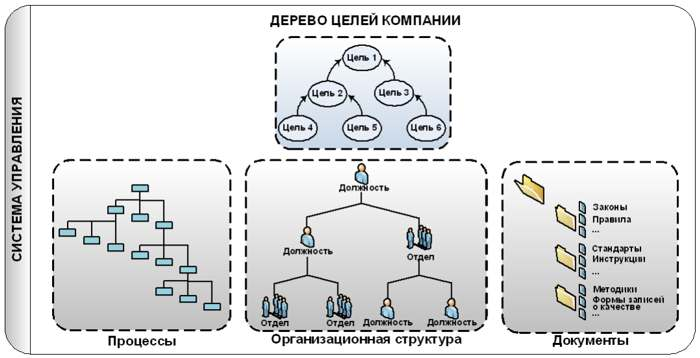 ДЕРЕВО ЦЕЛЕЙ КОМПАНИИ
СИСТЕМА УПРАВЛЕНИЯ
Цель 1
Цель 2
Цель 3
Цель 4
Цель 5
Цель 6
Процессы
Должность
Должность
Отдел
Отдел
Отдел
Должность
Должность
Организационная структура
Законы
Правила
...
Стандарты
Инструкции
...
Методики
Формы записей
о качестве
...
Документы